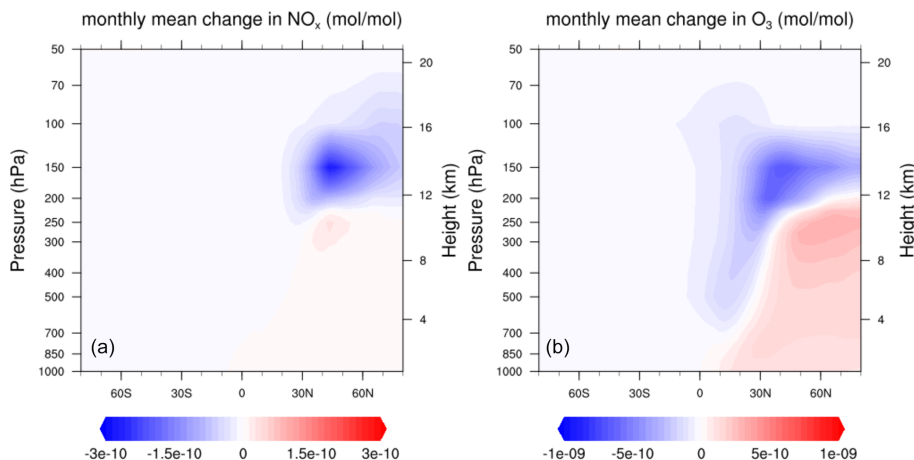 monthly mean change in NOₓ (mol/mol)
50
70
100
150
200
250
300
400
500
700
850
1000
Pressure (hPa)
20
16
12
8
4
Height (km)
(a)
60S 30S 0 30N 60N
-3e-10 -1.5e-10 0 1.5e-10 3e-10
monthly mean change in O₃ (mol/mol)
50
70
100
150
200
250
300
400
500
700
850
1000
Pressure (hPa)
20
16
12
8
4
Height (km)
(b)
60S 30S 0 30N 60N
-1e-09 -5e-10 0 5e-10 1e-09